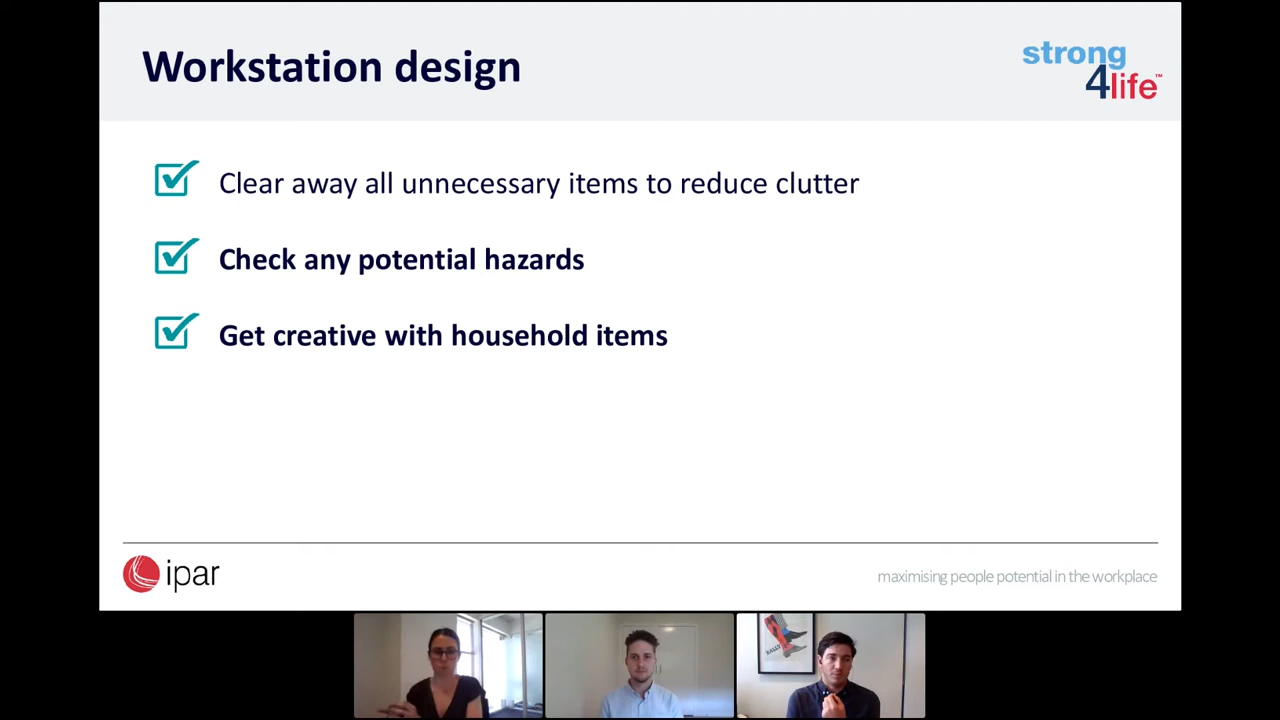 Workstation design
strong
4life™
Clear away all unnecessary items to reduce clutter
Check any potential hazards
Get creative with household items
ipar
maximising people potential in the workplace
BALLY